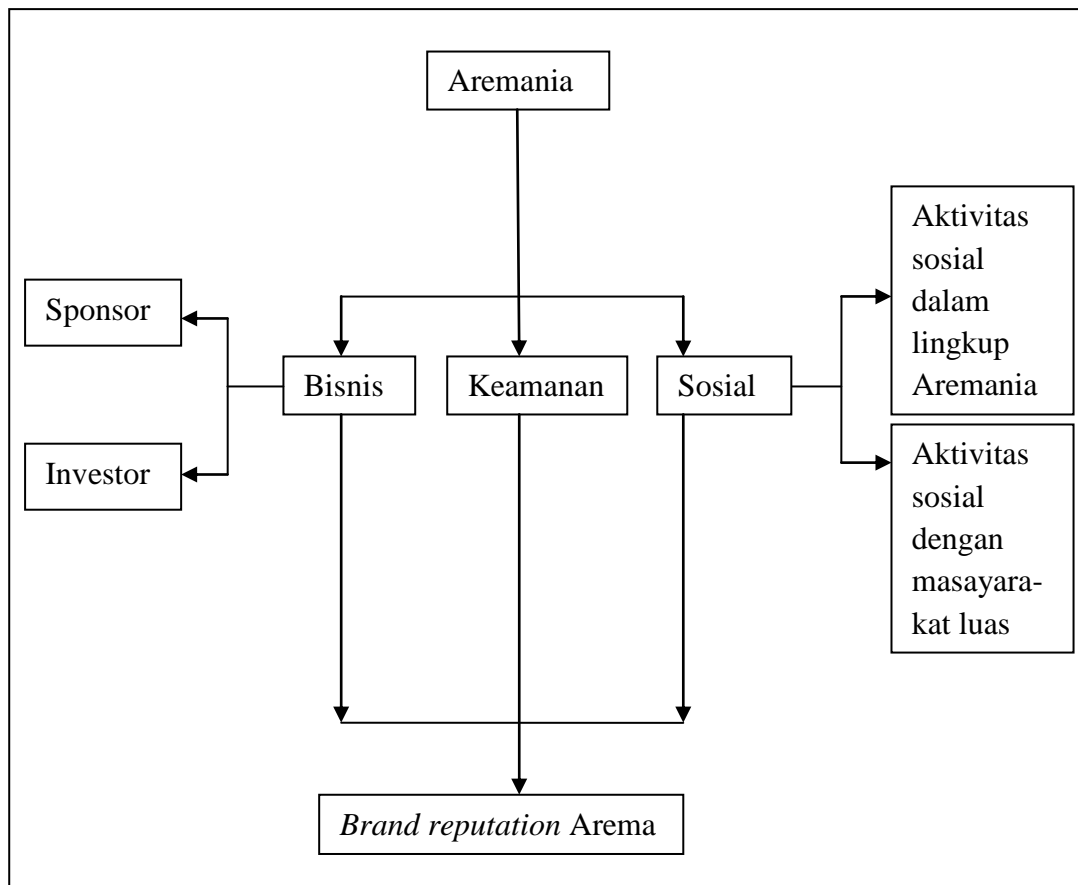 Aremania
Aktivitas
sosial
dalam
lingkup
Aremania
Sponsor
Bisnis
Keamanan
Sosial
Investor
Aktivitas
sosial
dengan
masayara-
kat luas
Brand reputation Arema